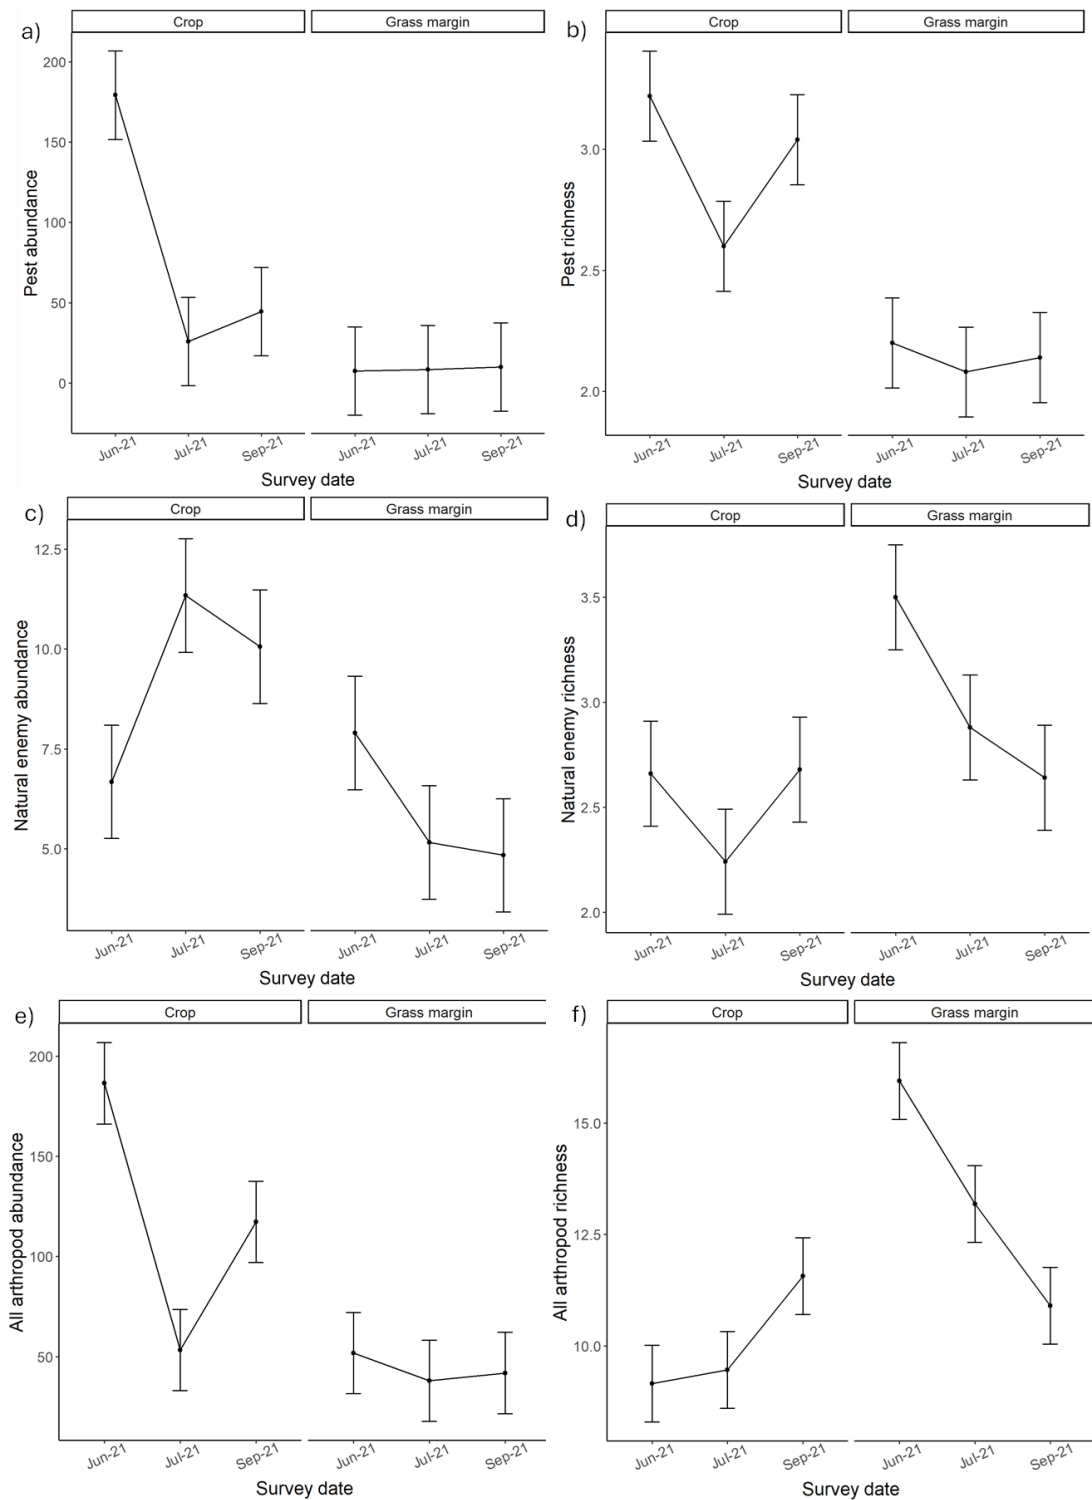 a)
Crop
Grass margin
200
150
100
50
0
Pest abundance
Jun-21
Jul-21
Sep-21
Jun-21
Jul-21
Sep-21
Survey date
b)
Crop
Grass margin
3.0
2.5
2.0
Pest richness
Jun-21
Jul-21
Sep-21
Jun-21
Jul-21
Sep-21
Survey date
c)
Crop
Grass margin
12.5
10.0
7.5
5.0
Natural enemy abundance
Jun-21
Jul-21
Sep-21
Jun-21
Jul-21
Sep-21
Survey date
d)
Crop
Grass margin
3.5
3.0
2.5
2.0
Natural enemy richness
Jun-21
Jul-21
Sep-21
Jun-21
Jul-21
Sep-21
Survey date
e)
Crop
Grass margin
200
150
100
50
All arthropod abundance
Jun-21
Jul-21
Sep-21
Jun-21
Jul-21
Sep-21
Survey date
f)
Crop
Grass margin
15.0
12.5
10.0
All arthropod richness
Jun-21
Jul-21
Sep-21
Jun-21
Jul-21
Sep-21
Survey date